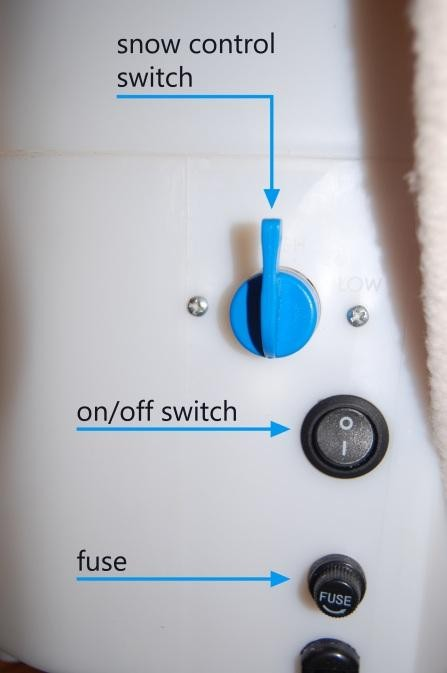 snow control
switch
LOW
on/off switch
O
I
fuse
FUSE